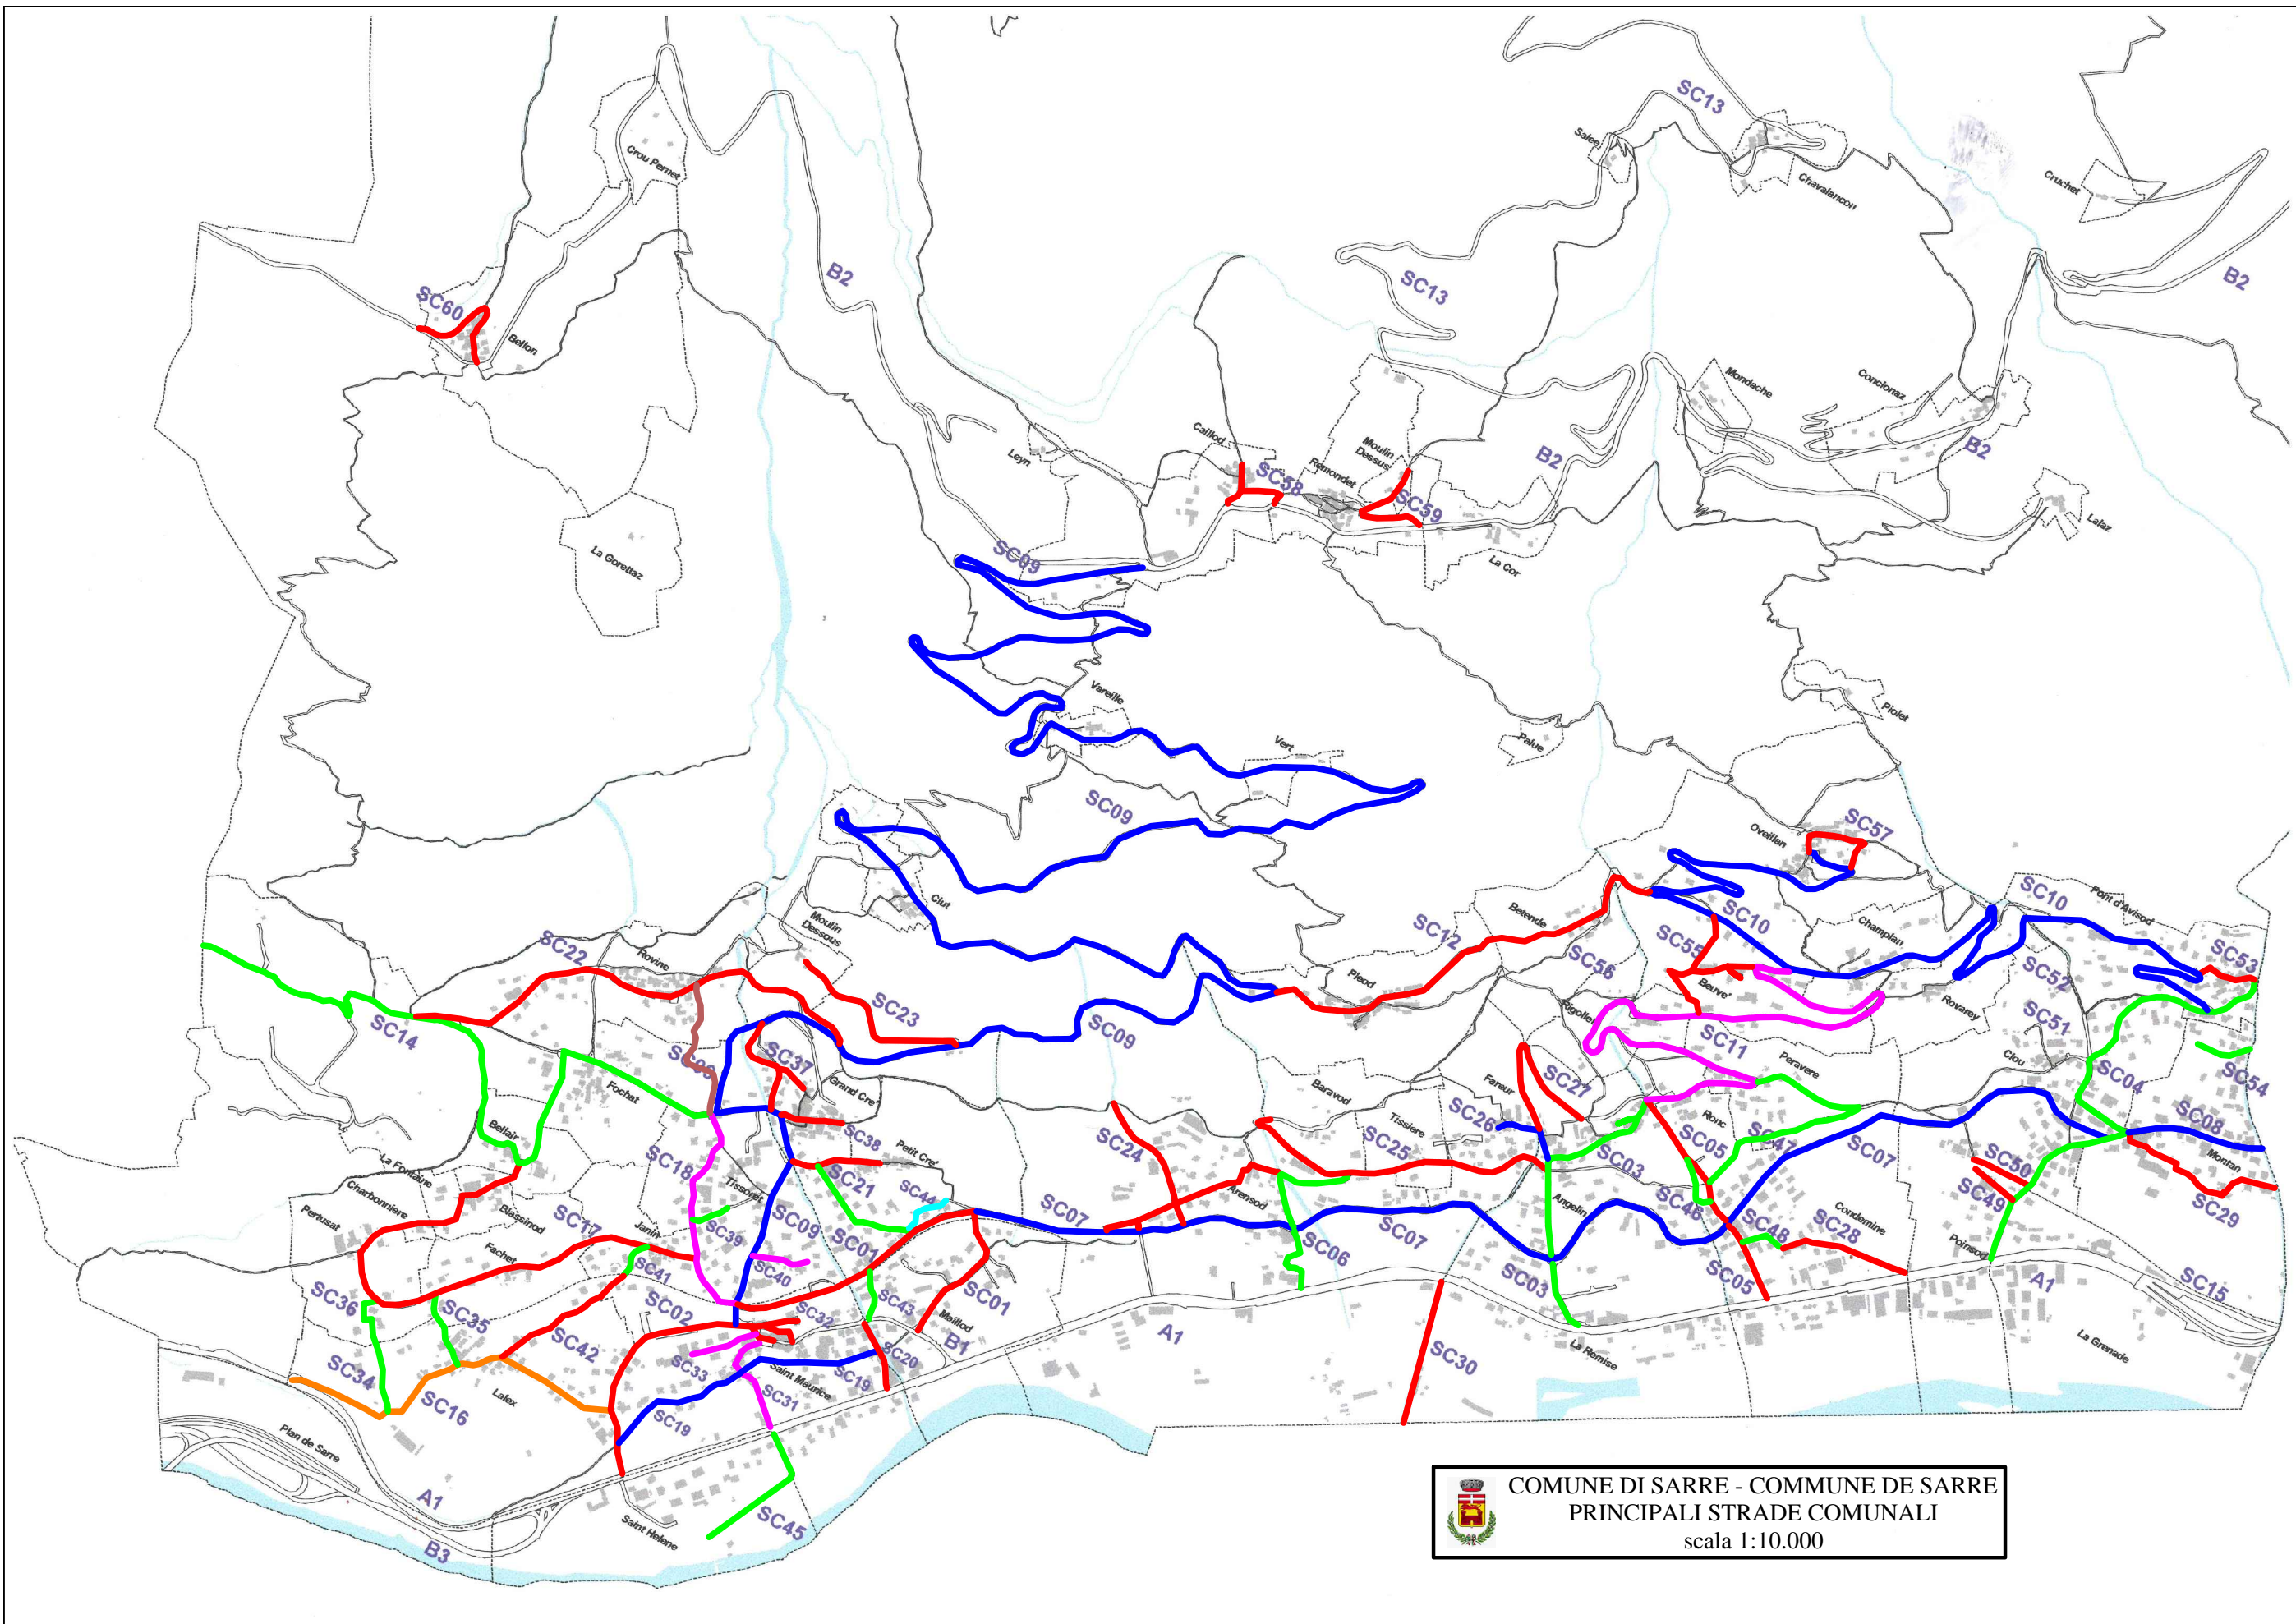 SC13
Salee
Crou Pernet
Chavalancon
Cruchet
B2
SC13
B2
SC60
Bellon
Mondache
Conclonaz
B2
Caillod
Leyn
SC58
Remondet
Moulin
Dessus
B2
SC59
Lalaz
La Cor
La Gorettaz
SC09
Vareille
Piolet
Palue
Vert
SC09
SC57
Oveillan
Clut
SC10
Pont d'Avisod
SC10
Betende
SC12
Champlan
Moulin
Dessous
SC22
Rovine
SC55
SC56
SC53
SC52
Pleod
Beuve'
Rovarey
Rigollet
SC23
SC14
SC09
SC51
SC11
Peravere
Clou
SC37
Grand Cre'
Fochat
Baravod
Fareur
SC27
SC04
SC54
Tissiere
SC26
Ronc
SC08
Bellair
SC38
Petit Cre'
SC24
SC25
SC05
SC47
SC07
Montan
La Fontaine
SC18
Tissoret
SC21
SC44
Arensod
SC03
SC50
Charbonniere
Pertusat
Blassinod
SC17
Janin
SC39
SC09
SC01
SC07
SC07
Angelin
SC46
SC48
SC28
Condemine
SC49
SC29
Fachet
SC41
SC40
SC06
SC03
SC05
Poinsod
A1
SC15
SC36
SC35
SC02
SC32
SC43
SC01
Maillod
B1
A1
SC42
SC33
SC20
SC30
La Remise
La Grenade
SC34
SC16
Lalex
Saint Maurice
SC19
SC31
SC19
Plan de Sarre
A1
SC45
Saint Helene
B3
COMUNE DI SARRE - COMMUNE DE SARRE
PRINCIPALI STRADE COMUNALI
scala 1:10.000